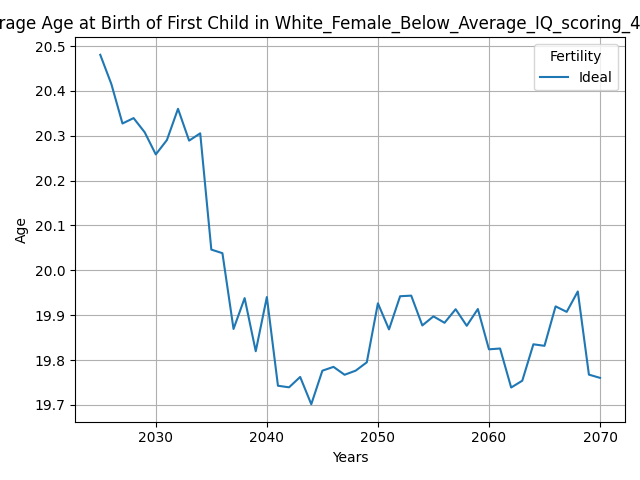 Average Age at Birth of First Child in White_Female_Below_Average_IQ_scoring_4
Fertility
Ideal
20.5
20.4
20.3
20.2
20.1
20.0
19.9
19.8
19.7
Age
2030 2040 2050 2060 2070
Years